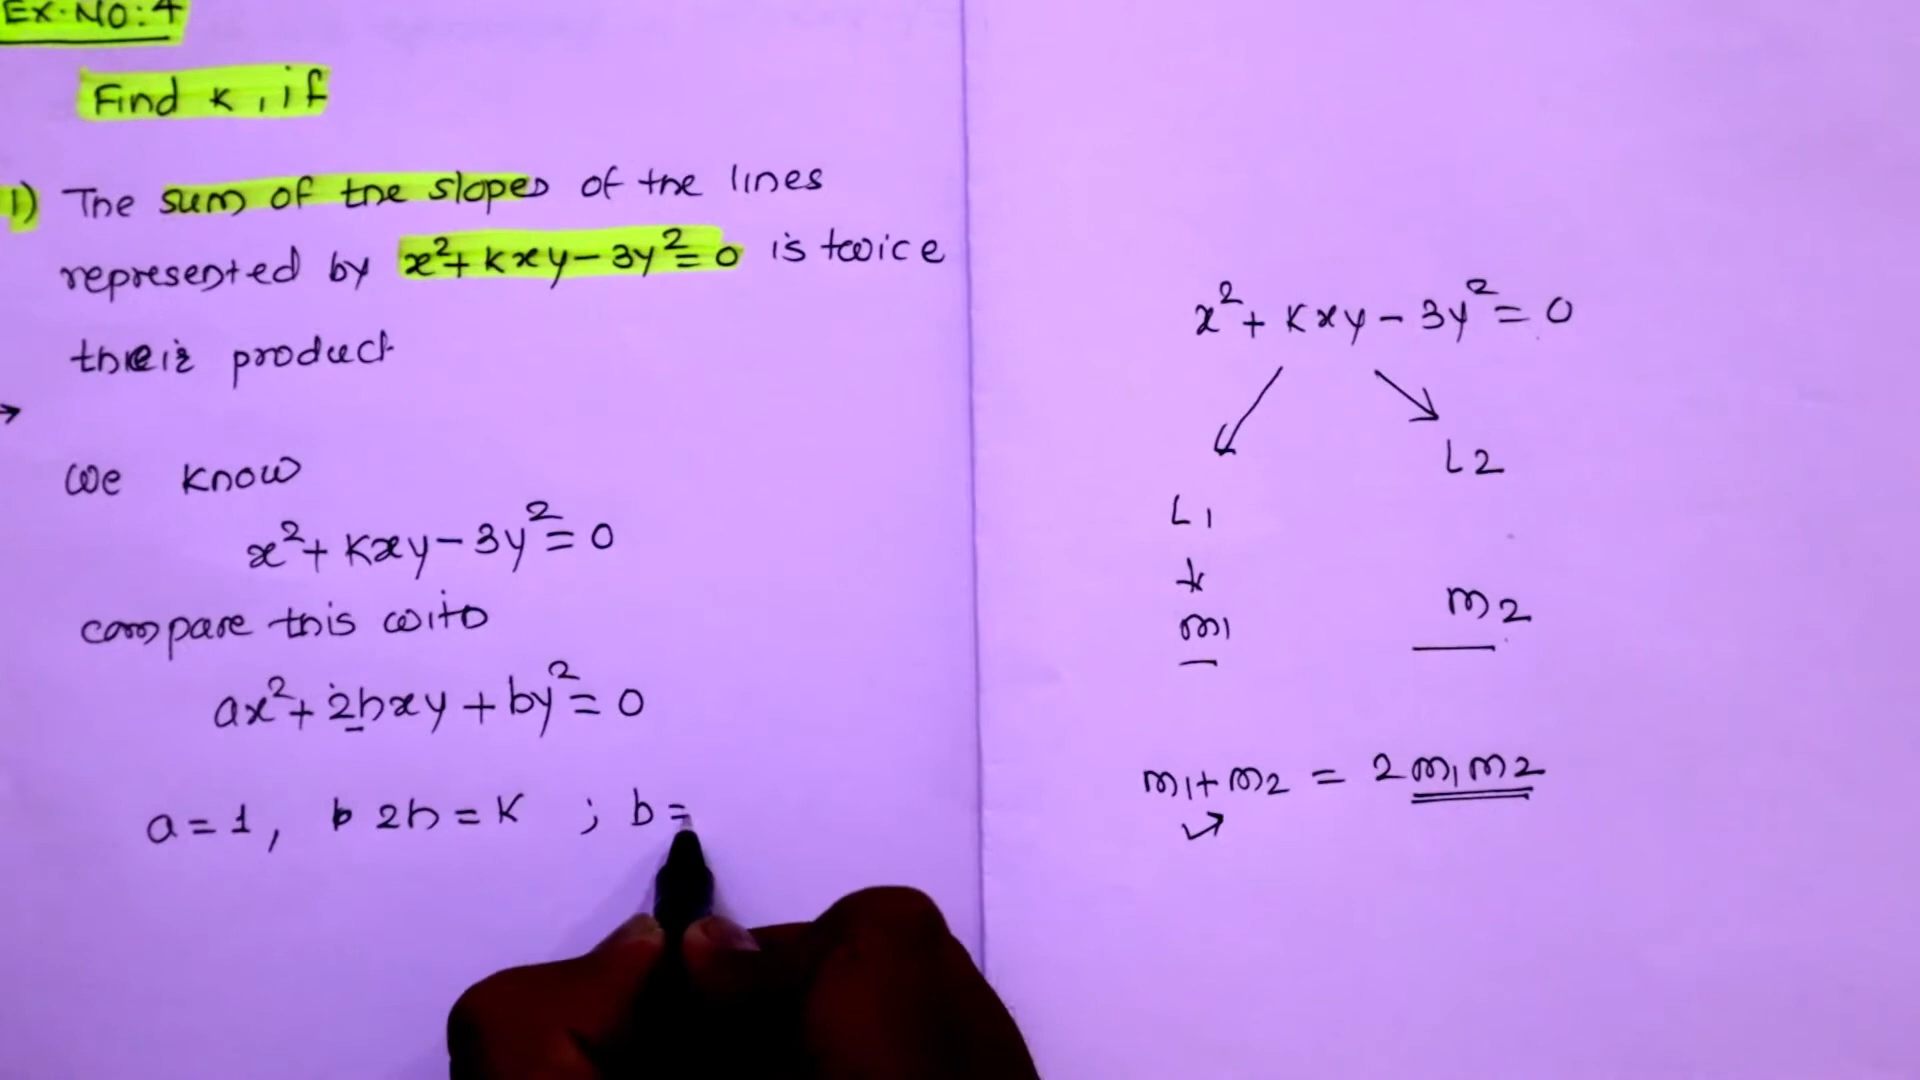 EX.NO:4
Find k, if
1) The sum of the slopes of the lines
represented by x²+kxy-3y²=0 is twice
their product
→
We know
x²+kxy-3y²=0
compare this with
ax²+2hxy+by²=0
a=1, b 2h=k ; b=
x²+kxy-3y²=0
L1 L2
m1 m2
m1+m2 = 2m1m2